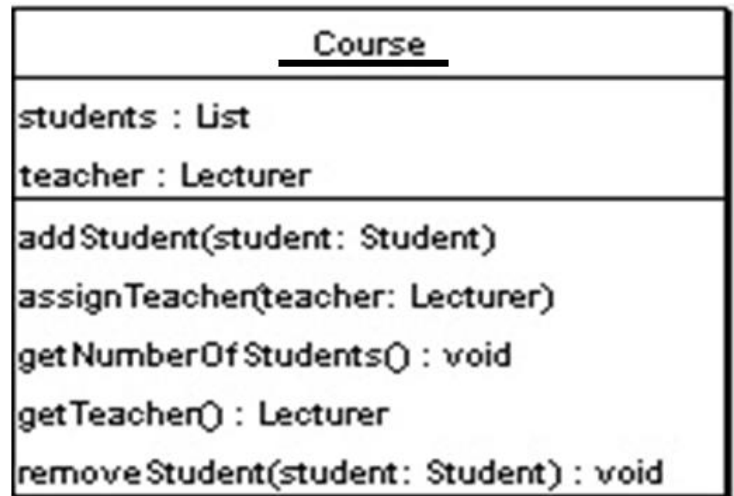 Course
students : List
teacher : Lecturer
addStudent(student: Student)
assignTeacher(teacher: Lecturer)
getNumberOfStudents() : void
getTeacher() : Lecturer
removeStudent(student: Student) : void